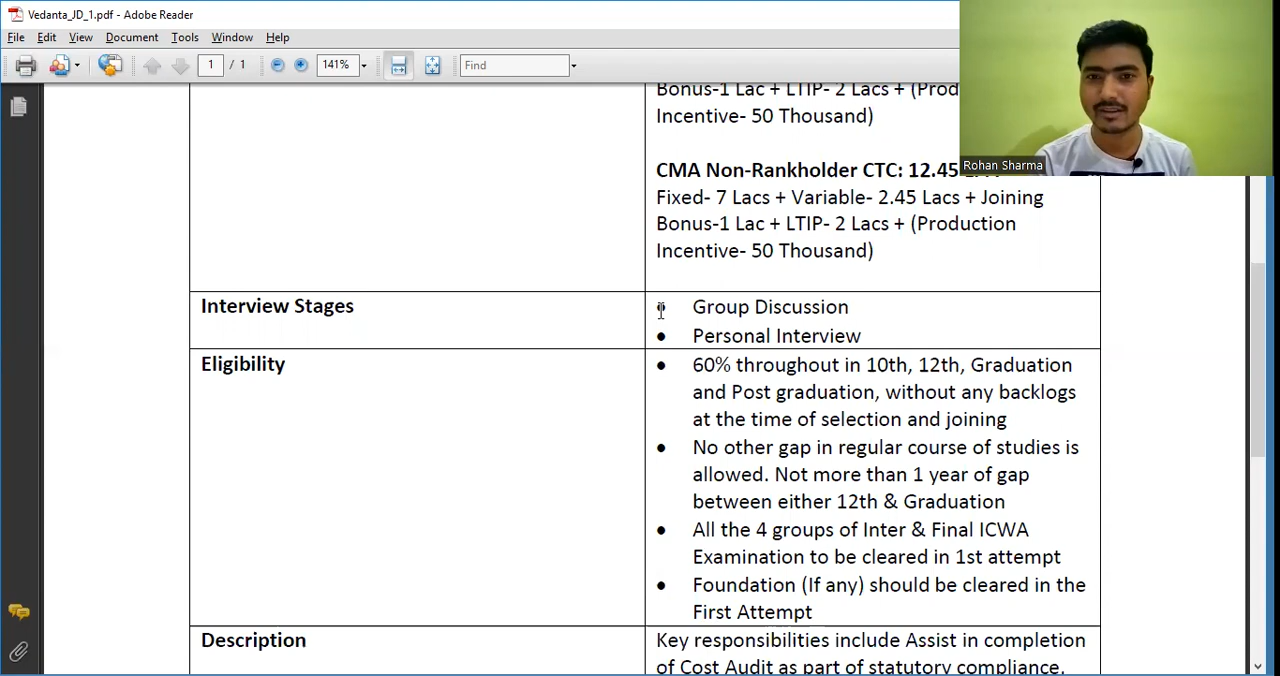 Vedanta_JD_1.pdf - Adobe Reader
File Edit View Document Tools Window Help
1 / 1 141% Find
Bonus-1 Lac + LTIP- 2 Lacs +
Incentive- 50 Thousand)
Rohan Sharma
CMA Non-Rankholder CTC: 12.45
Fixed- 7 Lacs + Variable- 2.45 Lacs + Joining
Bonus-1 Lac + LTIP- 2 Lacs + (Production
Incentive- 50 Thousand)
Interview Stages
• Group Discussion
• Personal Interview
Eligibility
• 60% throughout in 10th, 12th, Graduation
and Post graduation, without any backlogs
at the time of selection and joining
• No other gap in regular course of studies is
allowed. Not more than 1 year of gap
between either 12th & Graduation
• All the 4 groups of Inter & Final ICWA
Examination to be cleared in 1st attempt
• Foundation (If any) should be cleared in the
First Attempt
Description
Key responsibilities include Assist in completion
of Cost Audit as part of statutory compliance.